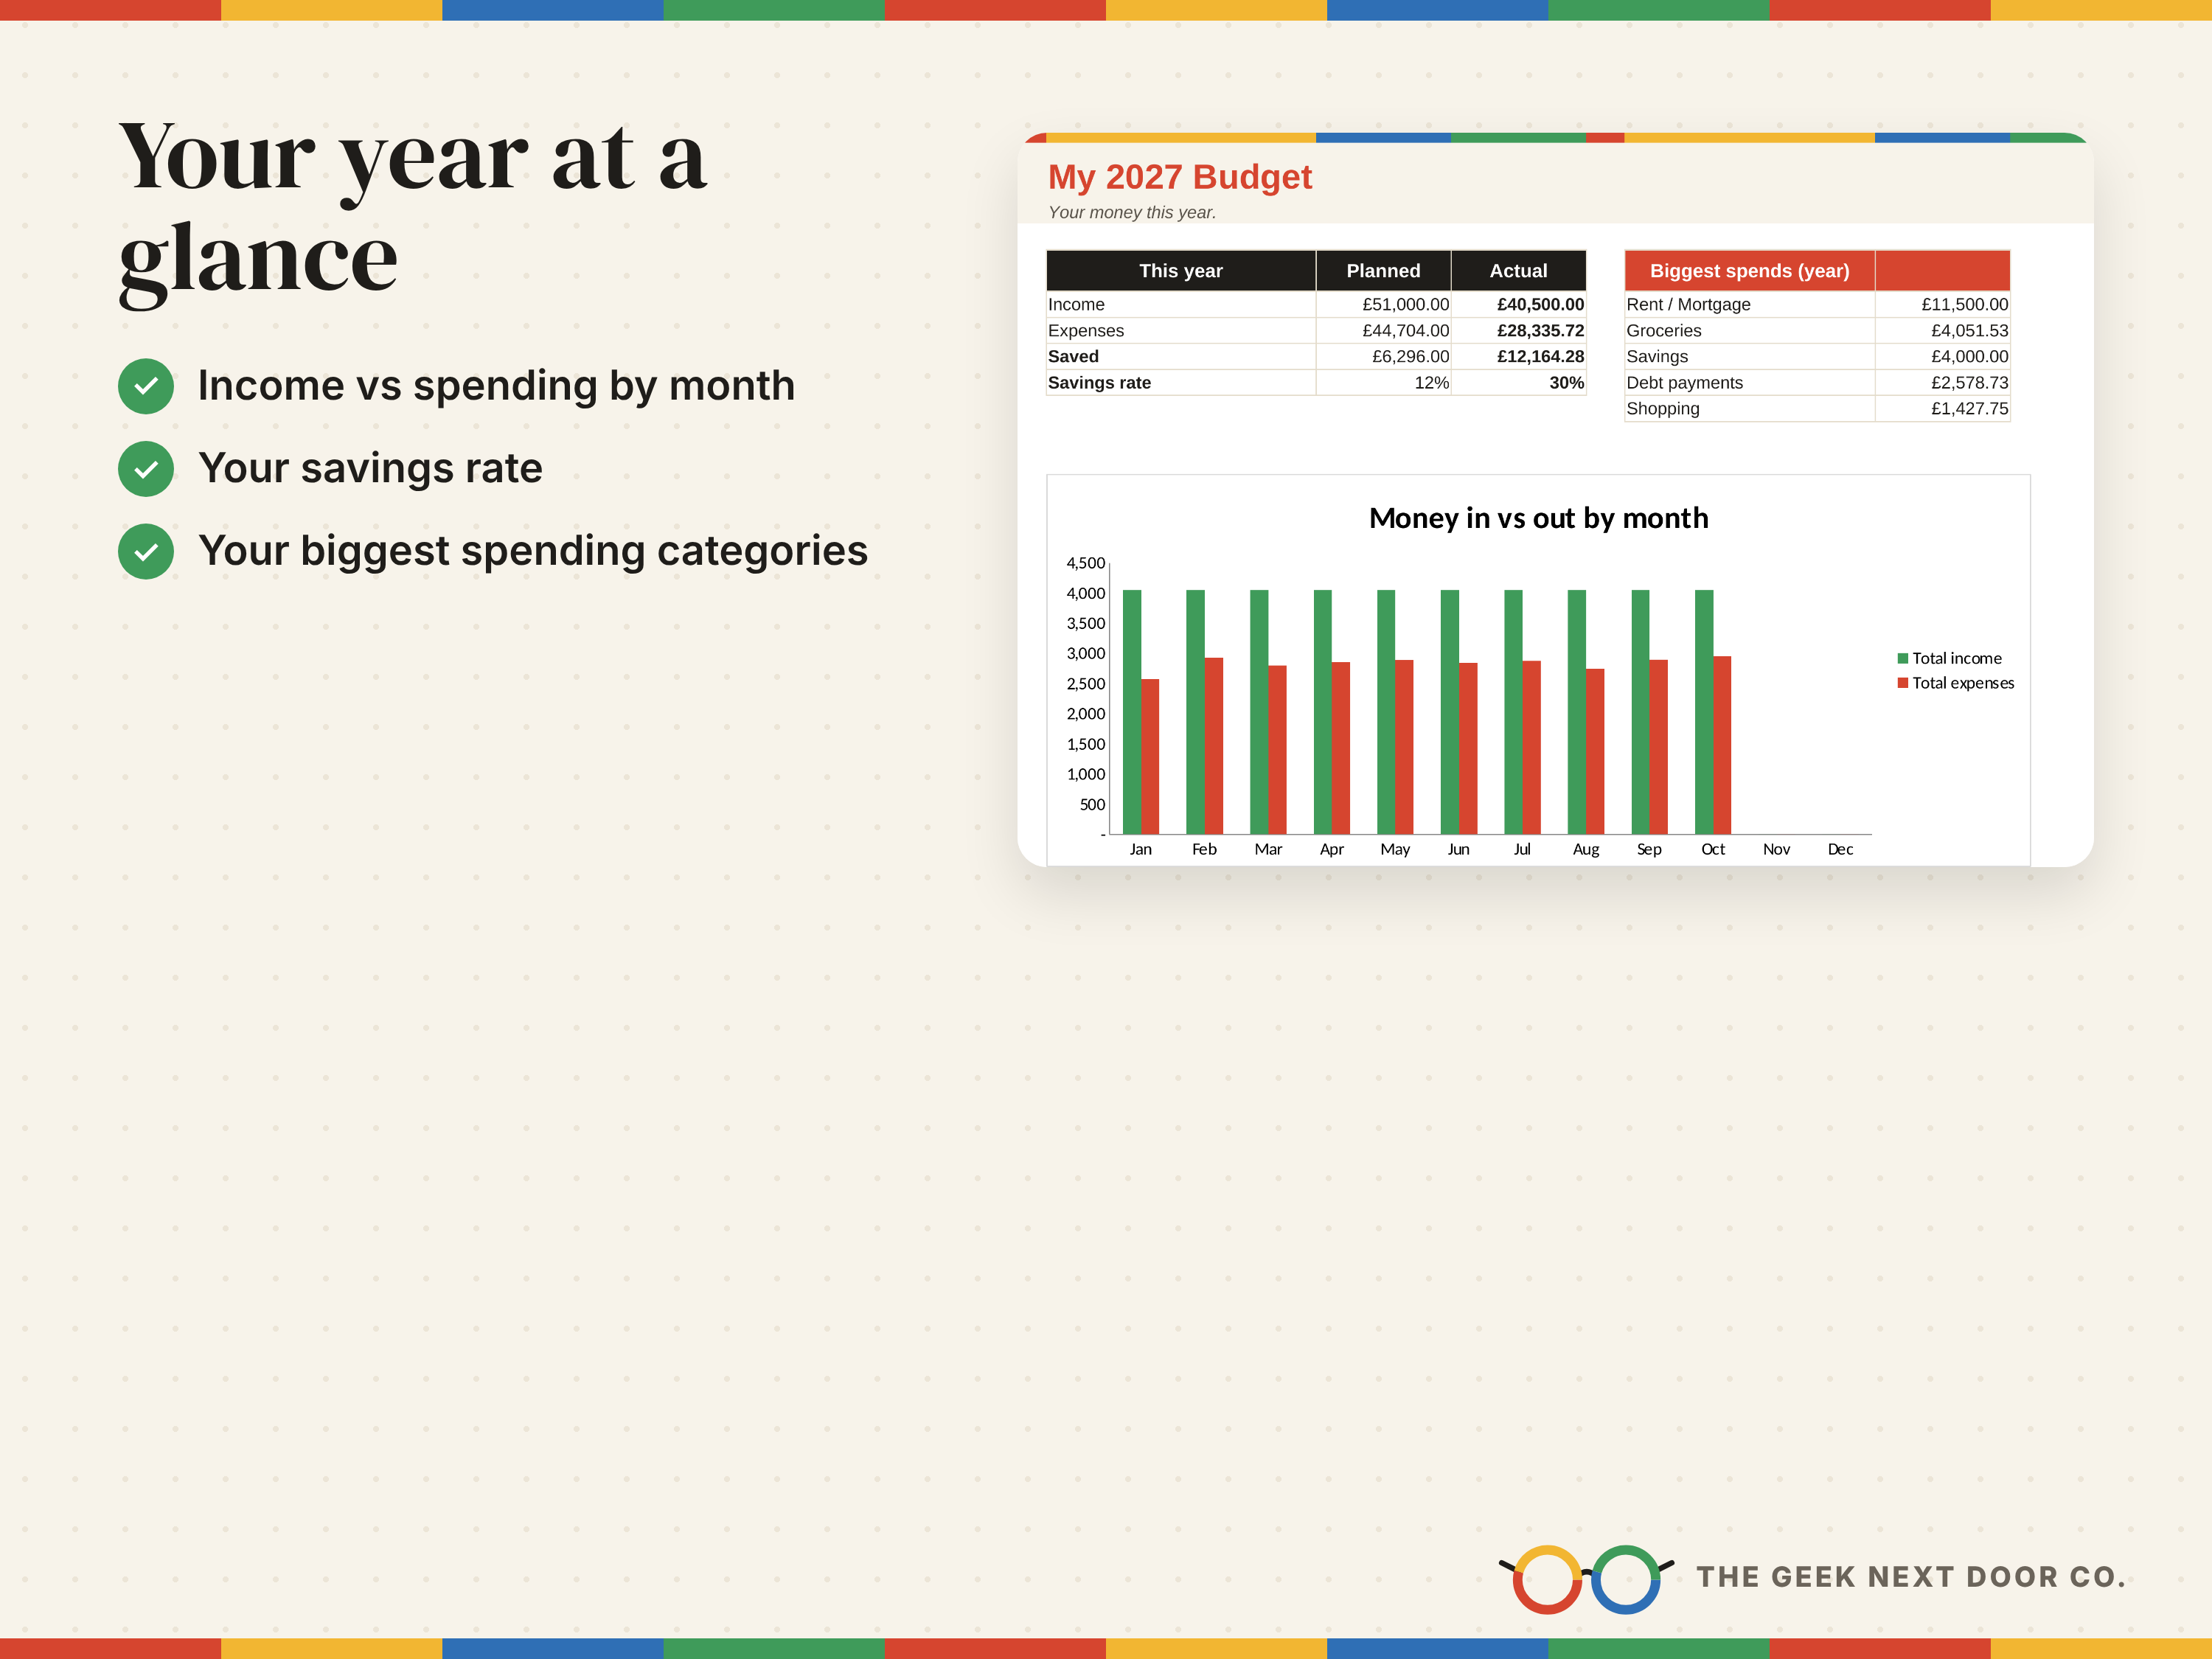 Your year at a
glance
Income vs spending by month
Your savings rate
Your biggest spending categories
My 2027 Budget
Your money this year.
This year Planned Actual
Income £51,000.00 £40,500.00
Expenses £44,704.00 £28,335.72
Saved £6,296.00 £12,164.28
Savings rate 12% 30%
Biggest spends (year)
Rent / Mortgage £11,500.00
Groceries £4,051.53
Savings £4,000.00
Debt payments £2,578.73
Shopping £1,427.75
Money in vs out by month
4,500
4,000
3,500
3,000
2,500
2,000
1,500
1,000
500
-
Jan Feb Mar Apr May Jun Jul Aug Sep Oct Nov Dec
Total income
Total expenses
THE GEEK NEXT DOOR CO.